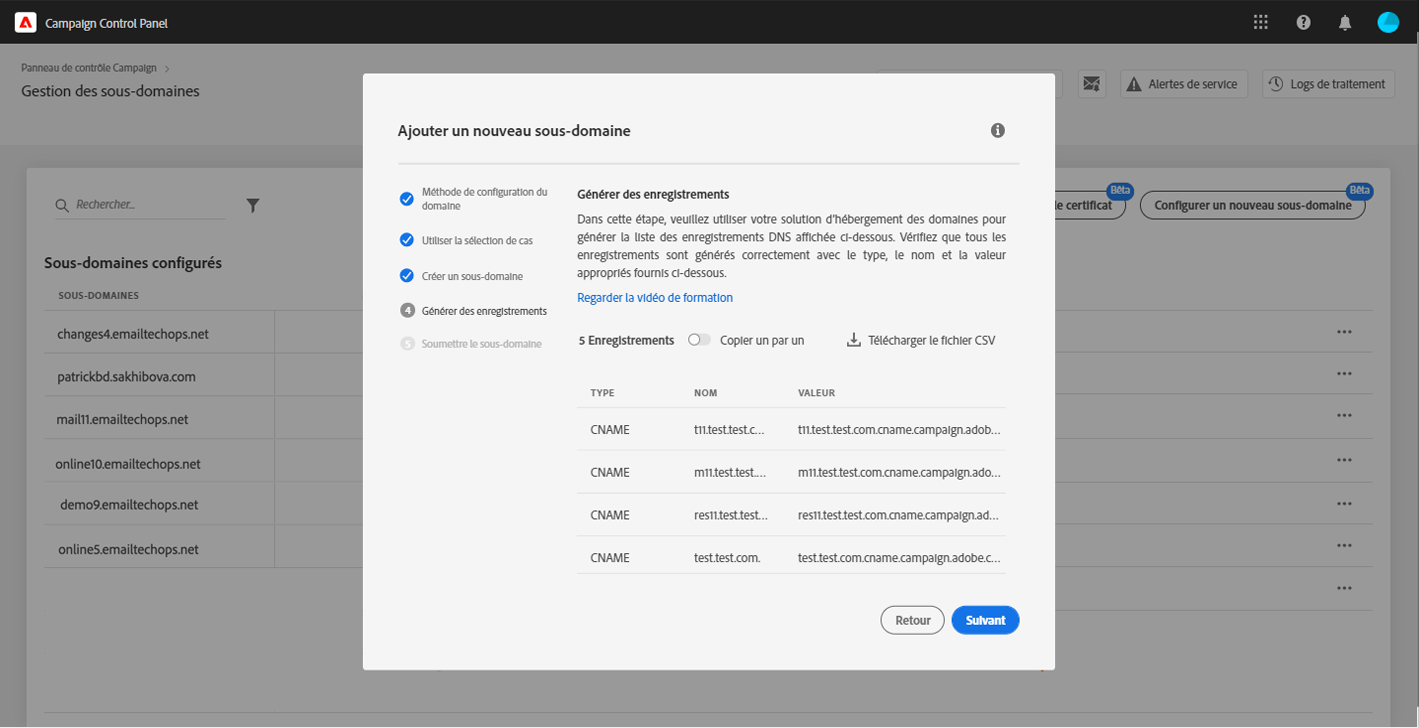 Campaign Control Panel
Panneau de contrôle Campaign
Gestion des sous-domaines
Alertes de service
Logs de traitement
Rechercher...
le certificat
Bêta
Configurer un nouveau sous-domaine
Bêta
Sous-domaines configurés
SOUS-DOMAINES
changes4.emailtechops.net
patrickbd.sakhibova.com
mail11.emailtechops.net
online10.emailtechops.net
demo9.emailtechops.net
online5.emailtechops.net
Ajouter un nouveau sous-domaine
Méthode de configuration du
domaine
Utiliser la sélection de cas
Créer un sous-domaine
4 Générer des enregistrements
5 Soumettre le sous-domaine
Générer des enregistrements
Dans cette étape, veuillez utiliser votre solution d'hébergement des domaines pour
générer la liste des enregistrements DNS affichée ci-dessous. Vérifiez que tous les
enregistrements sont générés correctement avec le type, le nom et la valeur
appropriés fournis ci-dessous.
Regarder la vidéo de formation
5 Enregistrements Copier un par un Télécharger le fichier CSV
TYPE NOM VALEUR
CNAME t11.test.test.c... t11.test.test.com.cname.campaign.adob...
CNAME m11.test.test.... m11.test.test.com.cname.campaign.ado...
CNAME res11.test.test... res11.test.test.com.cname.campaign.ad...
CNAME test.test.com. test.test.com.cname.campaign.adobe.c...
Retour Suivant